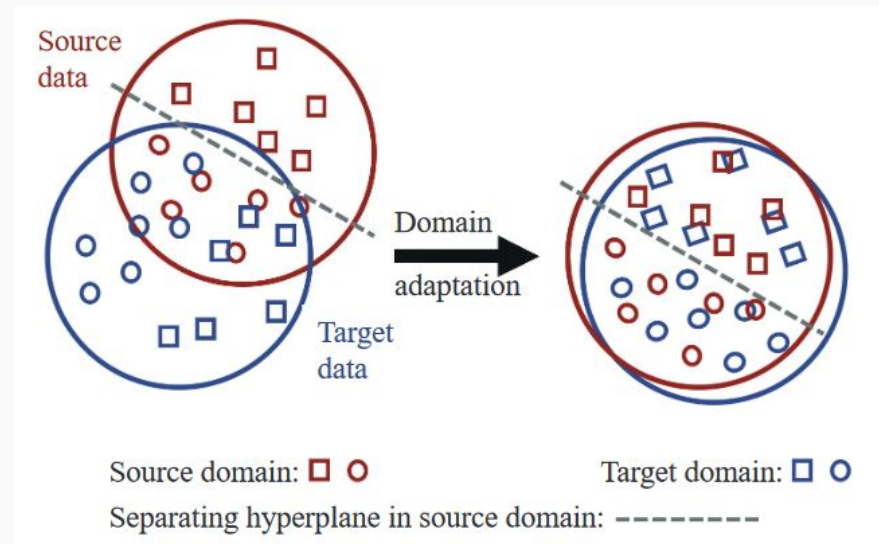 Source
data
Domain
adaptation
Target
data
Source domain:
Target domain:
Separating hyperplane in source domain: